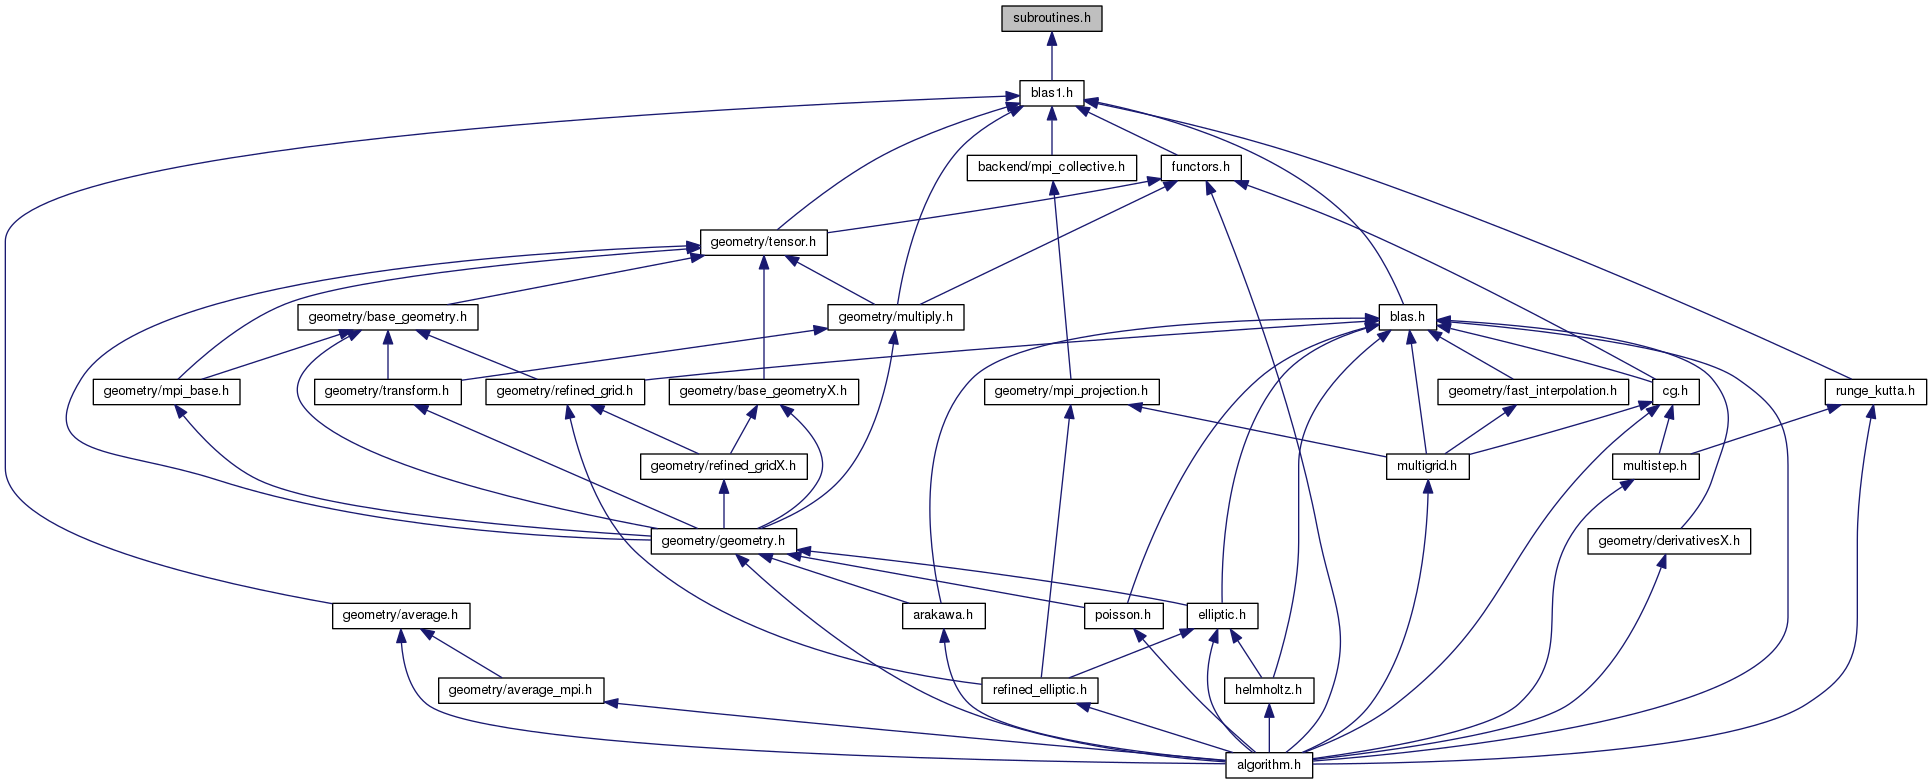 subroutines.h
blas1.h
backend/mpi_collective.h
functors.h
geometry/tensor.h
geometry/base_geometry.h
geometry/multiply.h
blas.h
geometry/mpi_base.h
geometry/transform.h
geometry/refined_grid.h
geometry/base_geometryX.h
geometry/mpi_projection.h
geometry/fast_interpolation.h
cg.h
runge_kutta.h
geometry/refined_gridX.h
multigrid.h
multistep.h
geometry/geometry.h
geometry/derivativesX.h
geometry/average.h
arakawa.h
poisson.h
elliptic.h
geometry/average_mpi.h
refined_elliptic.h
helmholtz.h
algorithm.h